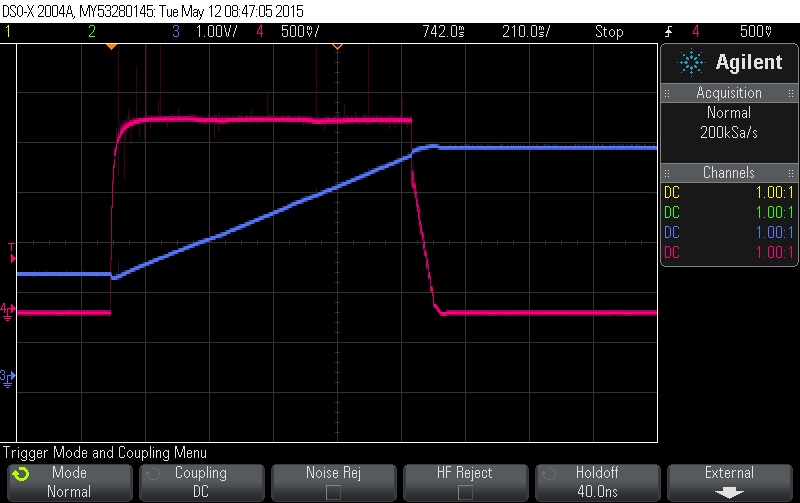 DSO-X 2004A, MY53280145: Tue May 12 08:47:05 2015
1 2 3 1.00V/ 4 500℧/ 742.0s 210.0s/ Stop 4 500℧
Agilent
Acquisition
Normal
200kSa/s
Channels
DC 1.00:1
DC 1.00:1
DC 1.00:1
DC 1.00:1
T
4
3
Trigger Mode and Coupling Menu
Mode
Normal
Coupling
DC
Noise Rej
HF Reject
Holdoff
40.0ns
External